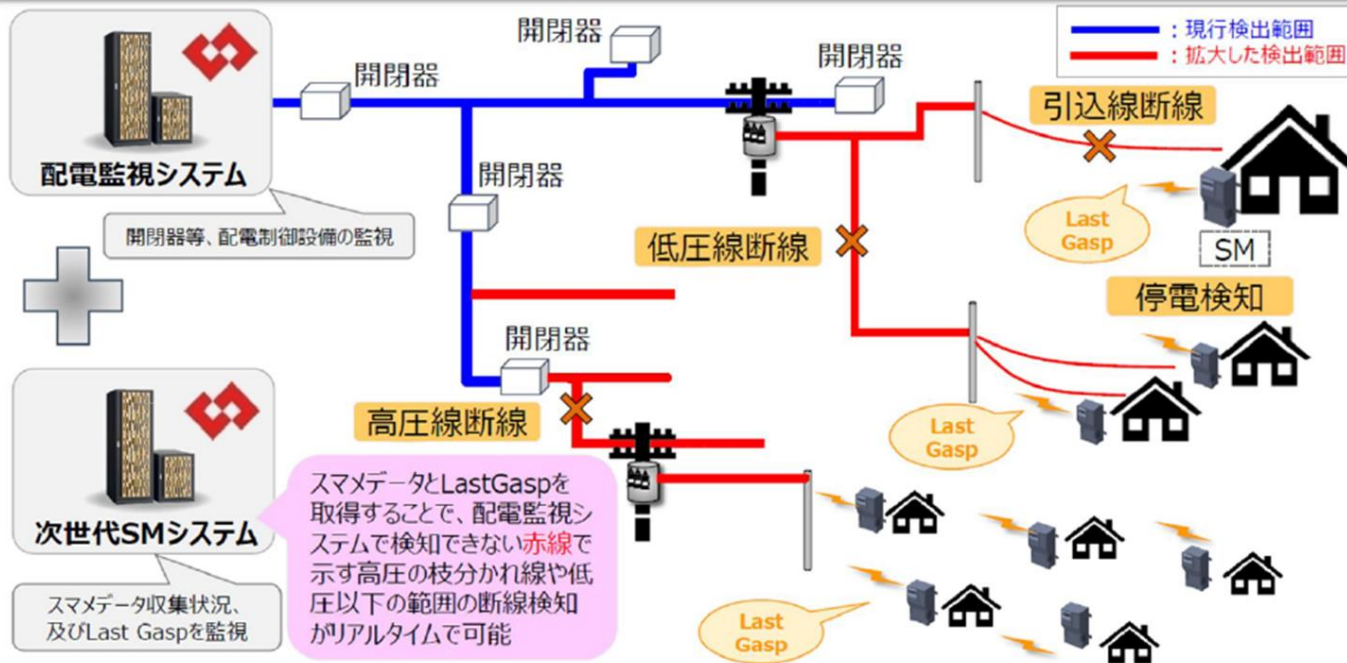 配電監視システム
開閉器等、配電制御設備の監視
開閉器
開閉器
開閉器
開閉器
開閉器
：現行検出範囲
：拡大した検出範囲
引込線断線
Last
Gasp
SM
低圧線断線
停電検知
Last
Gasp
高圧線断線
次世代SMシステム
スマメデータ収集状況、
及びLast Gaspを監視
スマメデータとLastGaspを
取得することで、配電監視シ
ステムで検知できない赤線で
示す高圧の枝分かれ線や低
圧以下の範囲の断線検知
がリアルタイムで可能
Last
Gasp